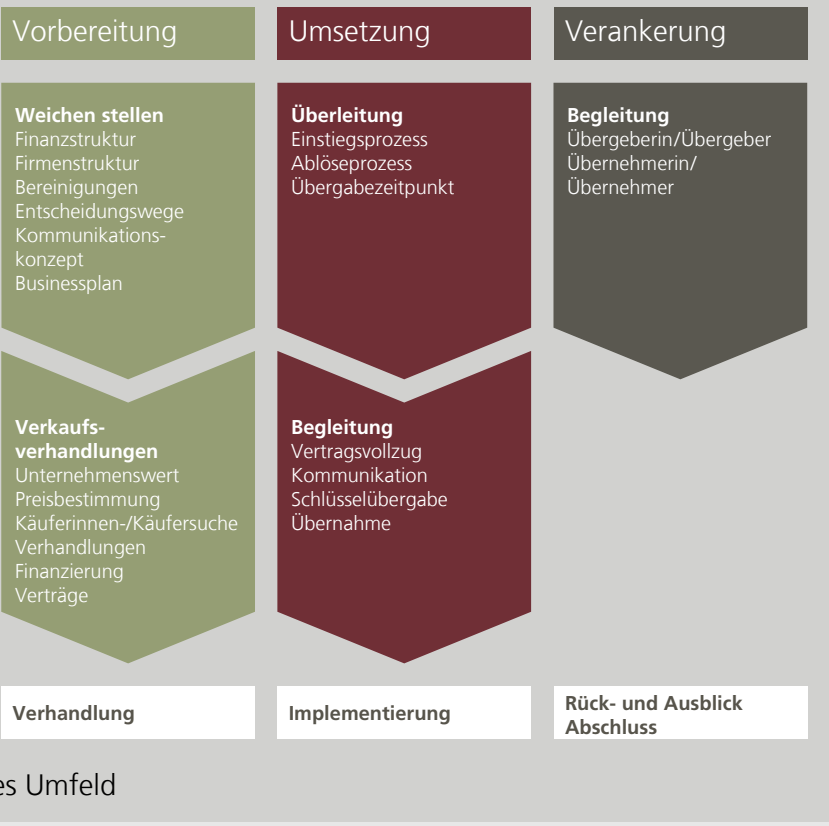 Vorbereitung
Weichen stellen
Finanzstruktur
Firmenstruktur
Bereinigungen
Entscheidungswege
Kommunikations-
konzept
Businessplan
Verkaufs-
verhandlungen
Unternehmenswert
Preisbestimmung
Käuferinnen-/Käufersuche
Verhandlungen
Finanzierung
Verträge
Verhandlung
Umsetzung
Überleitung
Einstiegsprozess
Ablöseprozess
Übergabezeitpunkt
Begleitung
Vertragsvollzug
Kommunikation
Schlüsselübergabe
Übernahme
Implementierung
Verankerung
Begleitung
Übergeberin/Übergeber
Übernehmerin/
Übernehmer
Rück- und Ausblick
Abschluss
es Umfeld